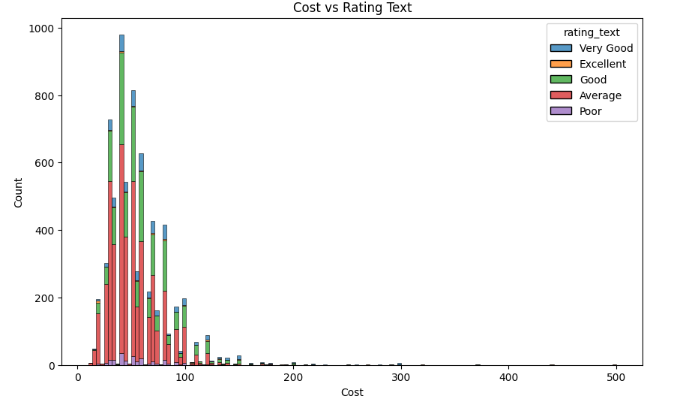 Cost vs Rating Text
rating_text
Very Good
Excellent
Good
Average
Poor
1000
800
600
400
200
0
Count
0 100 200 300 400 500
Cost